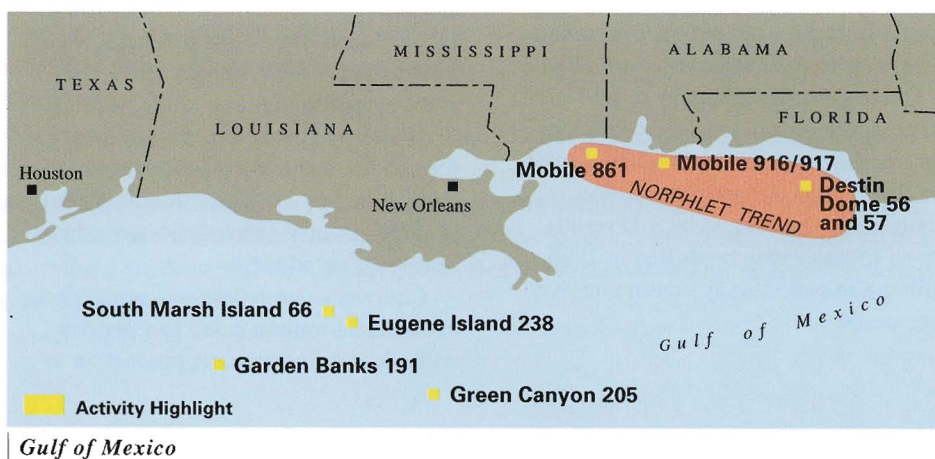 MISSISSIPPI
ALABAMA
TEXAS
LOUISIANA
FLORIDA
Houston
New Orleans
Mobile 861
Mobile 916/917
NORPHLET TREND
Destin
Dome 56
and 57
South Marsh Island 66
Eugene Island 238
Gulf of Mexico
Garden Banks 191
Green Canyon 205
Activity Highlight
Gulf of Mexico